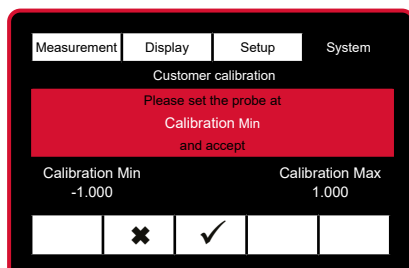 Measurement Display Setup System
Customer calibration
Please set the probe at
Calibration Min
and accept
Calibration Min Calibration Max
-1.000 1.000